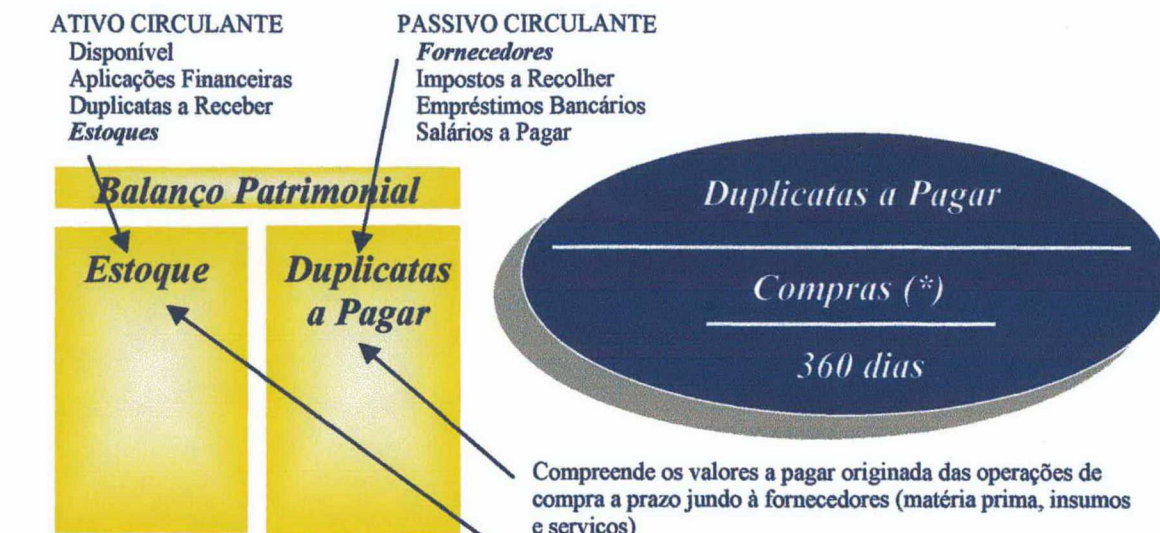 ATIVO CIRCULANTE
Disponível
Aplicações Financeiras
Duplicatas a Receber
Estoques
PASSIVO CIRCULANTE
Fornecedores
Impostos a Recolher
Empréstimos Bancários
Salários a Pagar
Balanço Patrimonial
Estoque
Duplicatas
a Pagar
Duplicatas a Pagar
Compras (*)
360 dias
Compreende os valores a pagar originada das operações de
compra a prazo jundo à fornecedores (matéria prima, insumos
e serviços)